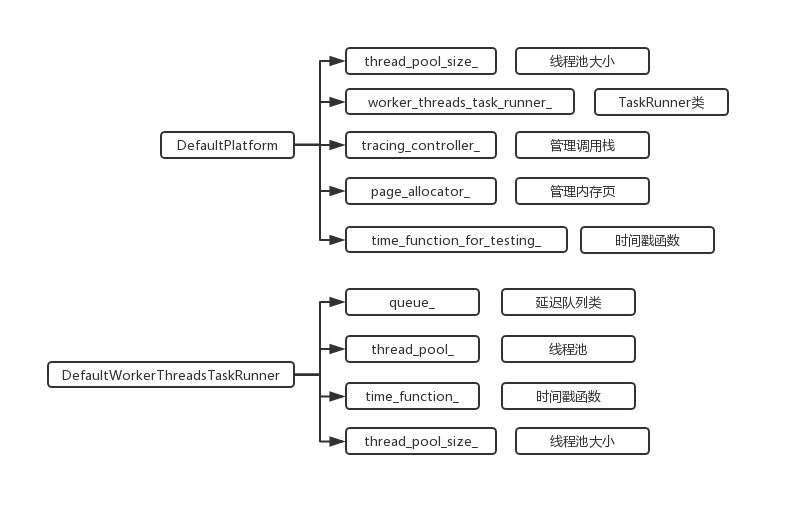 thread_pool_size_ 线程池大小
worker_threads_task_runner_ TaskRunner类
DefaultPlatform
tracing_controller_ 管理调用栈
page_allocator_ 管理内存页
time_function_for_testing_ 时间戳函数
queue_ 延迟队列类
thread_pool_ 线程池
DefaultWorkerThreadsTaskRunner
time_function_ 时间戳函数
thread_pool_size_ 线程池大小